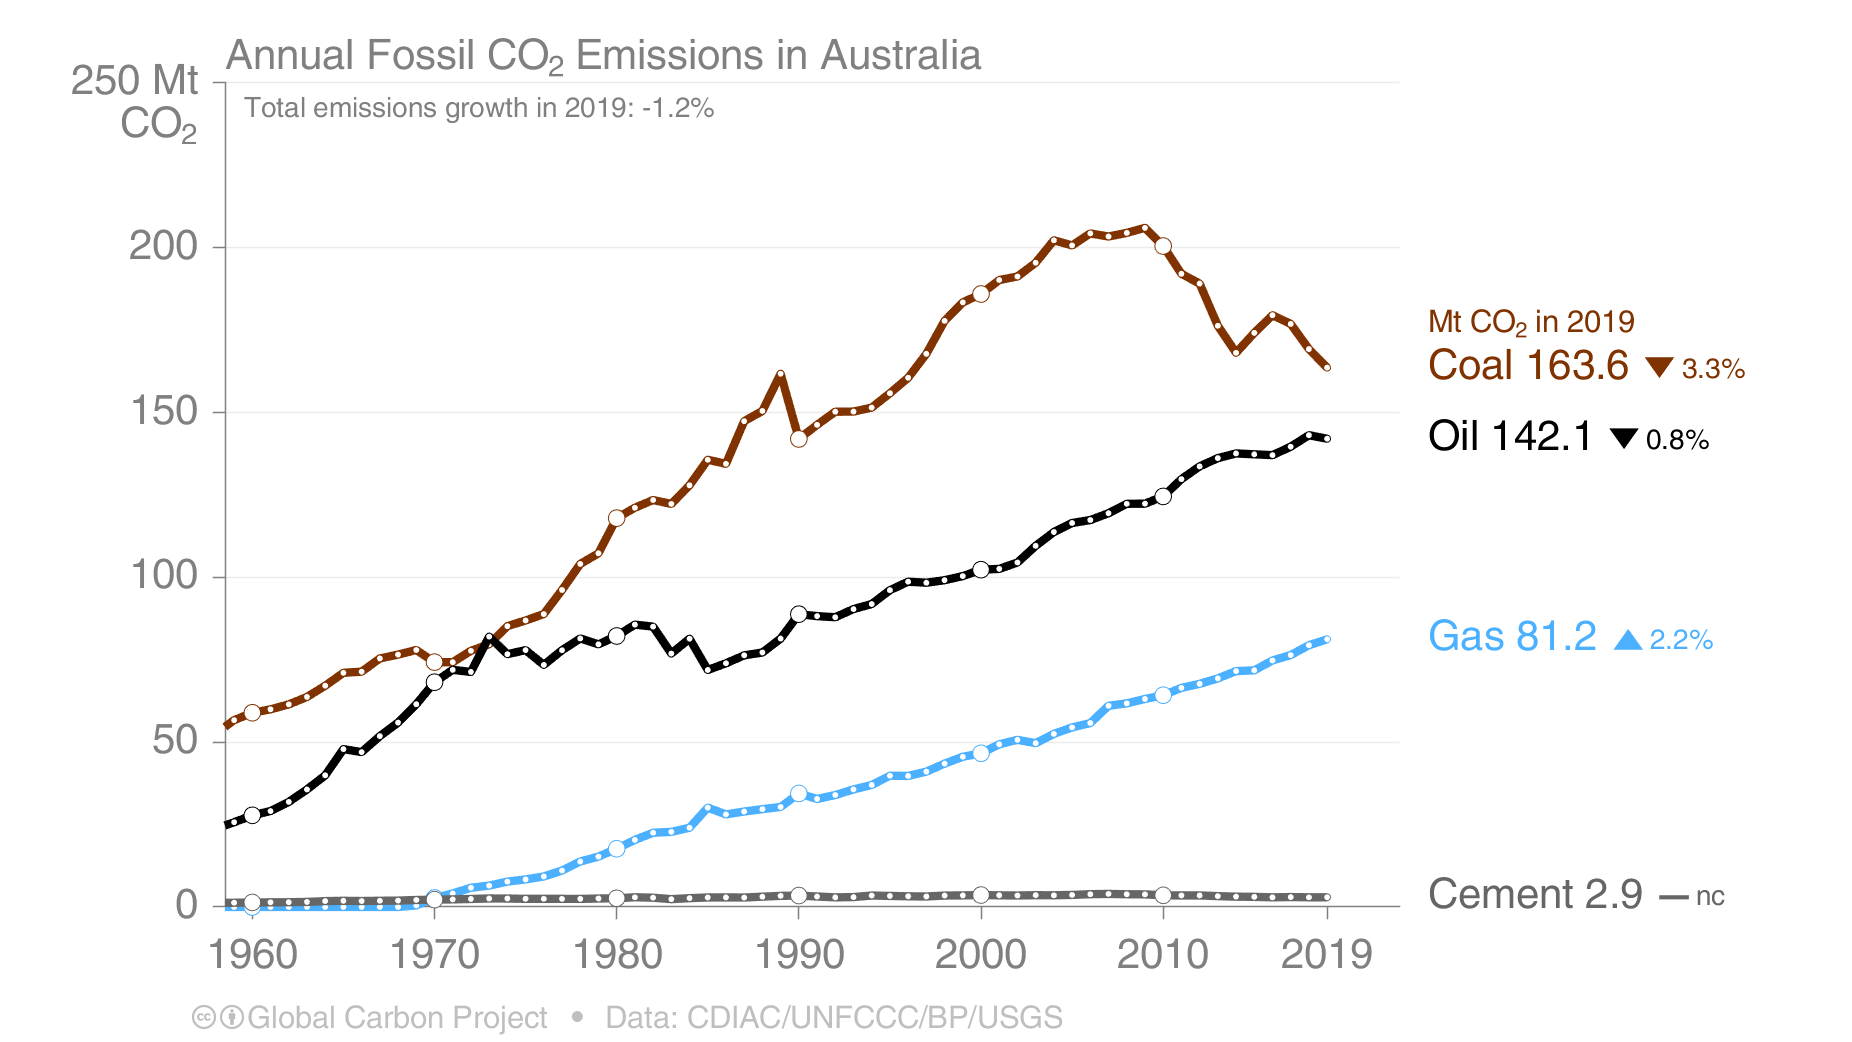 Annual Fossil CO₂ Emissions in Australia
250 Mt
CO₂
Total emissions growth in 2019: -1.2%
200
150
100
50
0
Mt CO₂ in 2019
Coal 163.6 ▼ 3.3%
Oil 142.1 ▼ 0.8%
Gas 81.2 ▲ 2.2%
Cement 2.9 — nc
1960 1970 1980 1990 2000 2010 2019
cc Global Carbon Project • Data: CDIAC/UNFCCC/BP/USGS